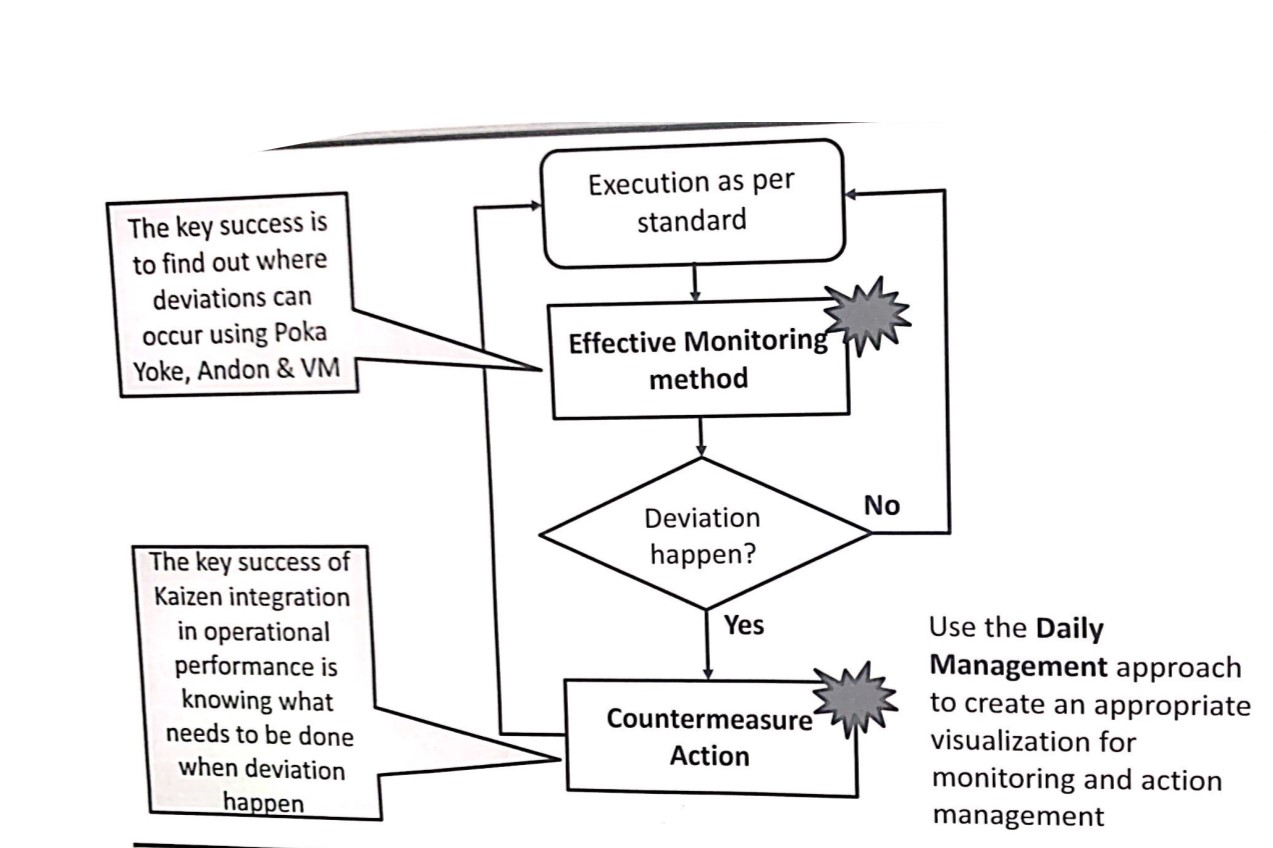 Execution as per
standard
The key success is
to find out where
deviations can
occur using Poka
Yoke, Andon & VM
Effective Monitoring
method
Deviation
happen?
No
Yes
The key success of
Kaizen integration
in operational
performance is
knowing what
needs to be done
when deviation
happen
Countermeasure
Action
Use the Daily
Management approach
to create an appropriate
visualization for
monitoring and action
management